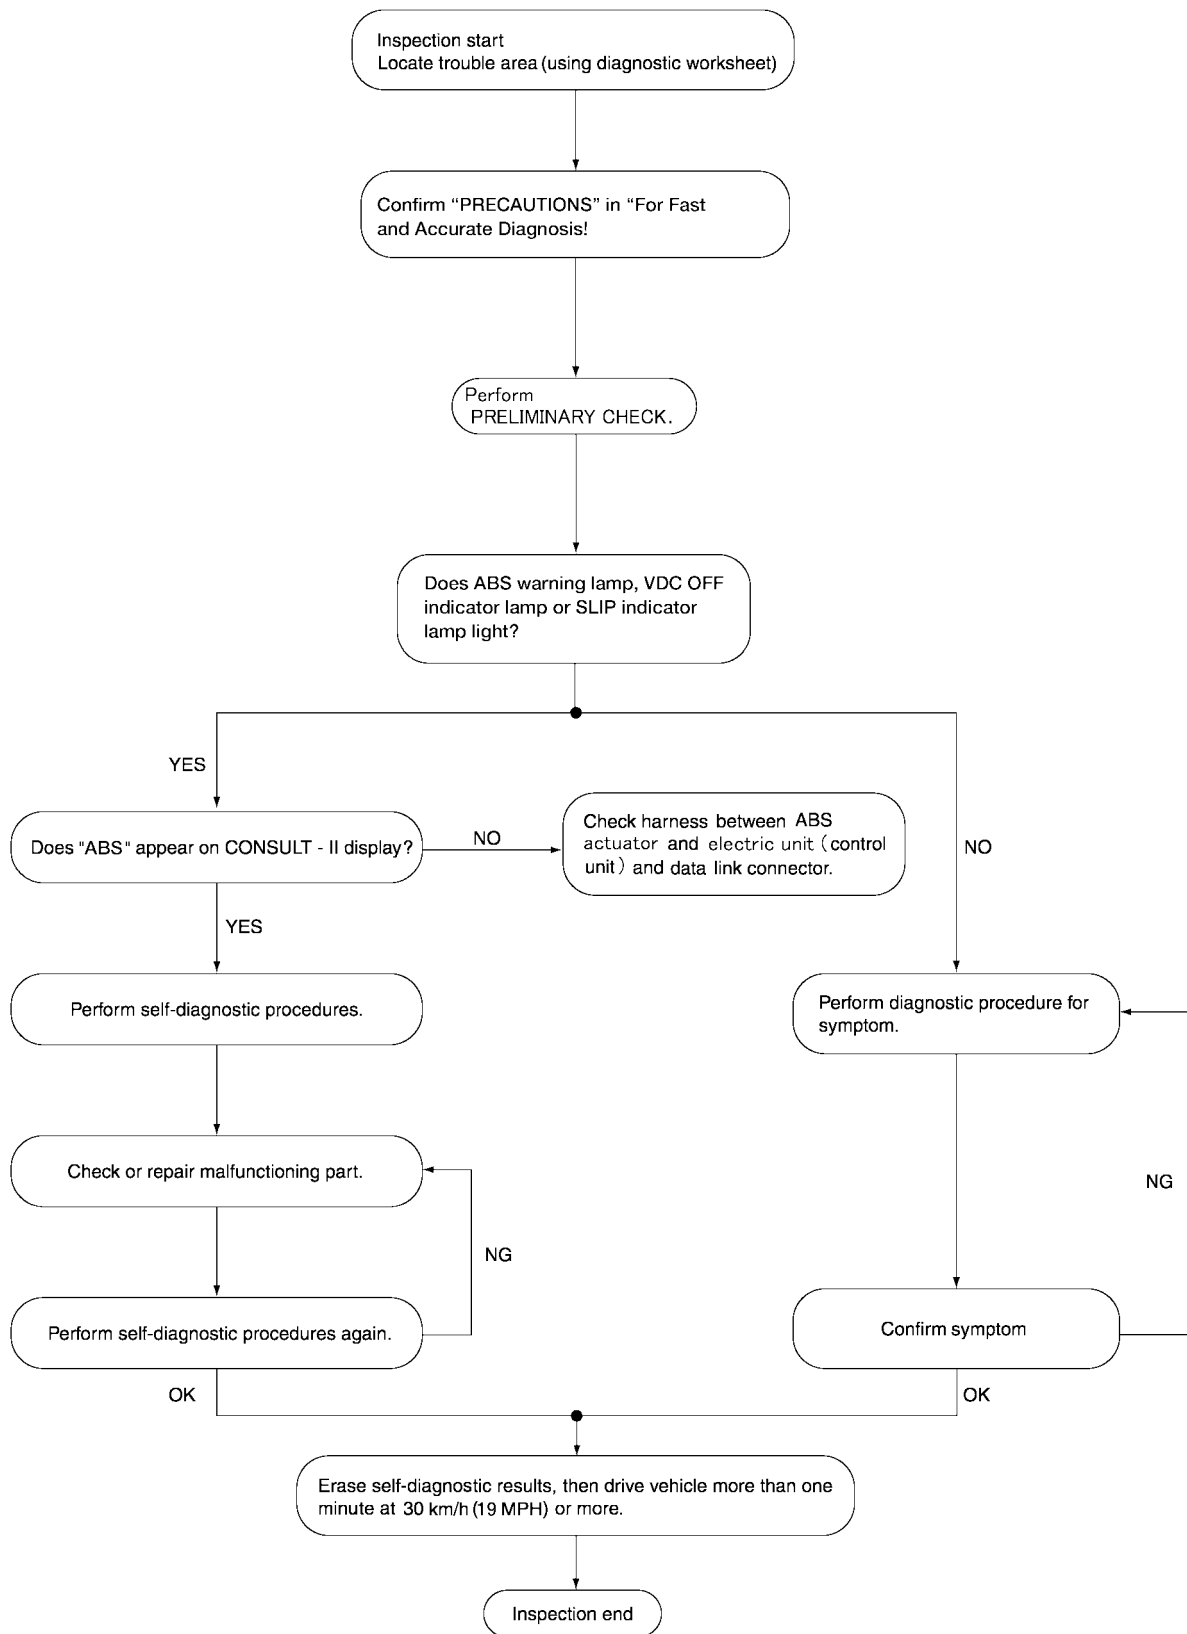 Inspection start
Locate trouble area (using diagnostic worksheet)
Confirm “PRECAUTIONS” in “For Fast
and Accurate Diagnosis!
Perform
PRELIMINARY CHECK.
Does ABS warning lamp, VDC OFF
indicator lamp or SLIP indicator
lamp light?
YES
NO
Does "ABS" appear on CONSULT - II display?
NO
Check harness between ABS
actuator and electric unit (control
unit) and data link connector.
YES
Perform self-diagnostic procedures.
Perform diagnostic procedure for
symptom.
Check or repair malfunctioning part.
NG
NG
Perform self-diagnostic procedures again.
Confirm symptom
OK
OK
Erase self-diagnostic results, then drive vehicle more than one
minute at 30 km/h (19 MPH) or more.
Inspection end